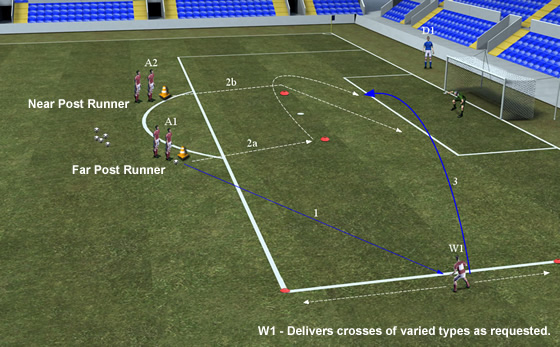 D1
A2
2b
Near Post Runner
A1
2a
Far Post Runner
1
3
W1
W1 - Delivers crosses of varied types as requested.